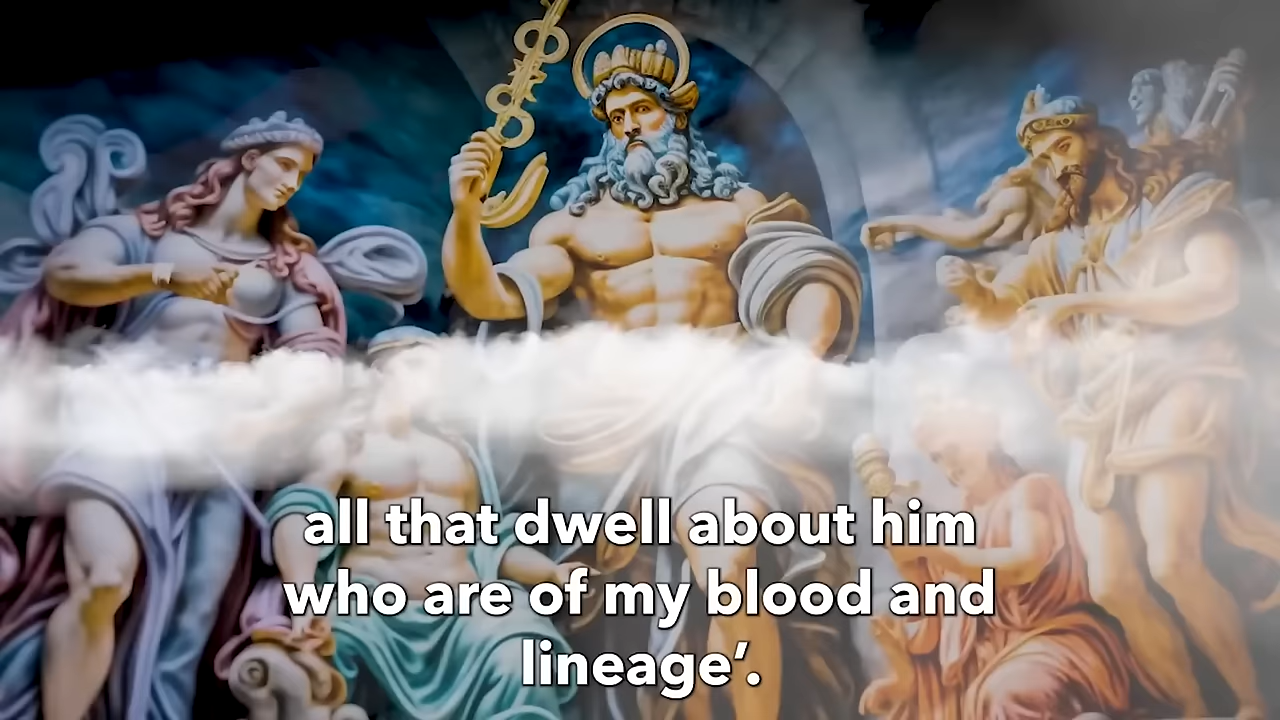 all that dwell about him
who are of my blood and
lineage’.